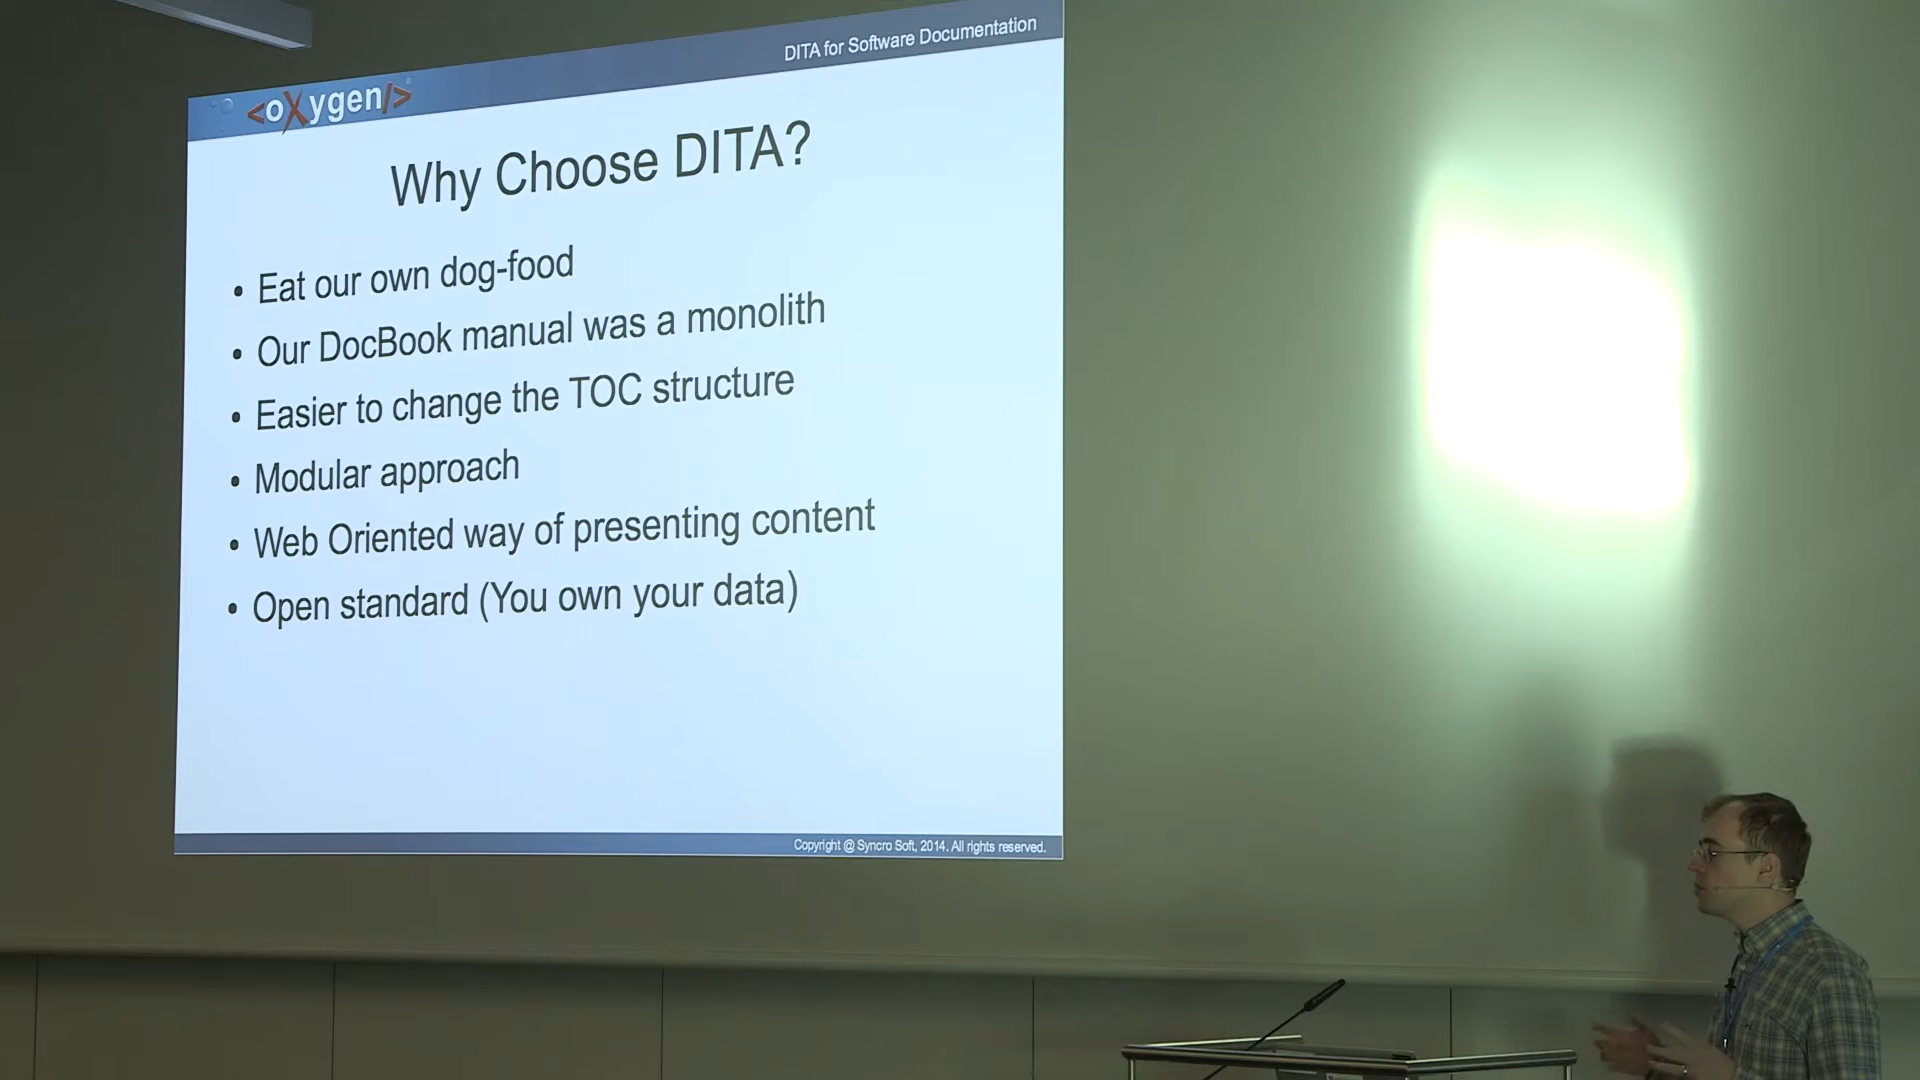 DITA for Software Documentation
<oXygen/>
Why Choose DITA?
• Eat our own dog-food
• Our DocBook manual was a monolith
• Easier to change the TOC structure
• Modular approach
• Web Oriented way of presenting content
• Open standard (You own your data)
Copyright @ Syncro Soft, 2014. All rights reserved.